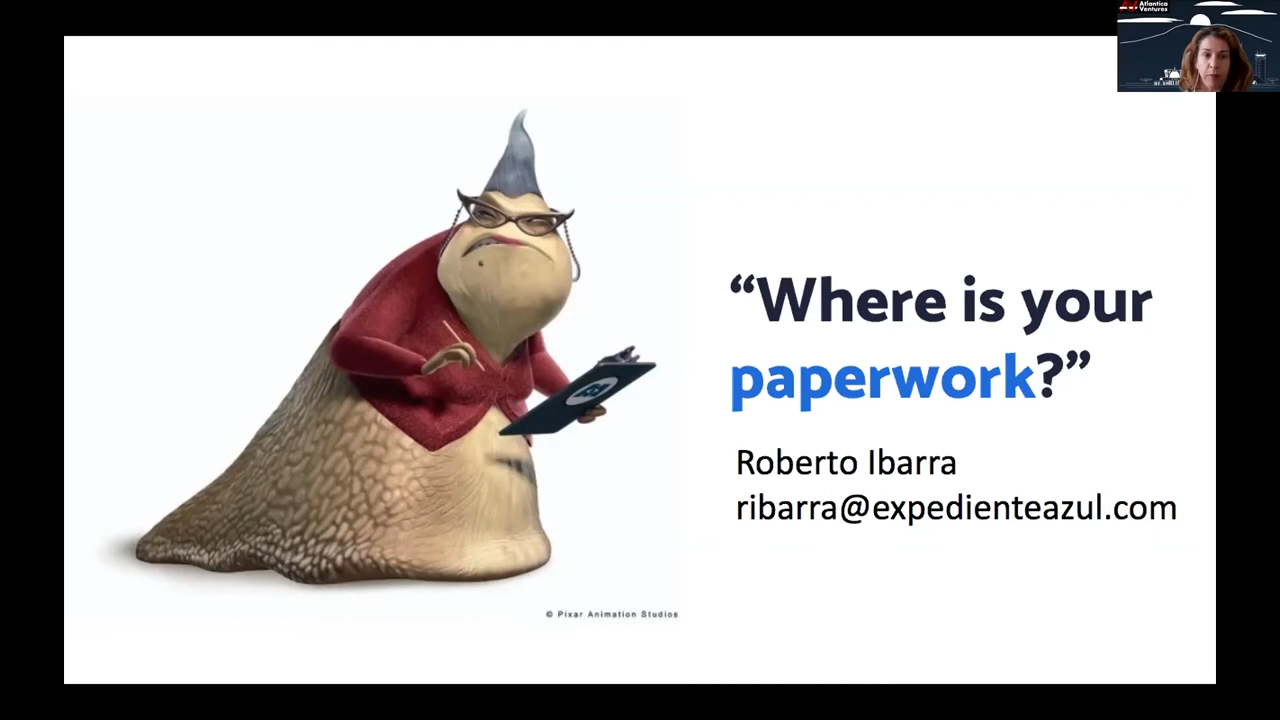 Atlantica
Ventures
“Where is your
paperwork?”
Roberto Ibarra
ribarra@expedienteazul.com
© Pixar Animation Studios